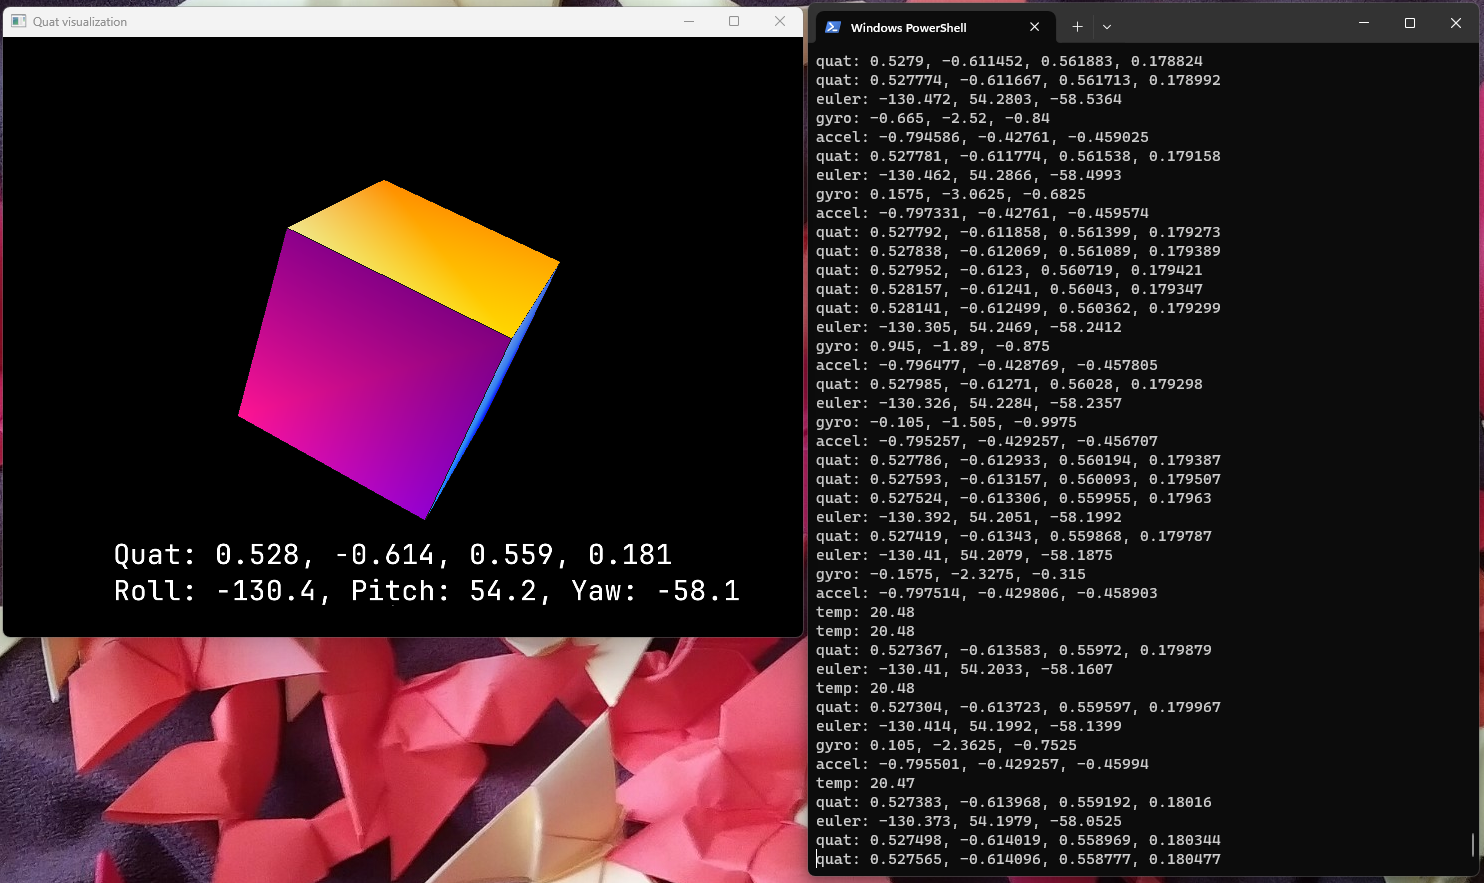 Quat visualization
Quat: 0.528, -0.614, 0.559, 0.181
Roll: -130.4, Pitch: 54.2, Yaw: -58.1
Windows PowerShell
quat: 0.5279, -0.611452, 0.561883, 0.178824
quat: 0.527774, -0.611667, 0.561713, 0.178992
euler: -130.472, 54.2803, -58.5364
gyro: -0.665, -2.52, -0.84
accel: -0.794586, -0.42761, -0.459025
quat: 0.527781, -0.611774, 0.561538, 0.179158
euler: -130.462, 54.2866, -58.4993
gyro: 0.1575, -3.0625, -0.6825
accel: -0.797331, -0.42761, -0.459574
quat: 0.527792, -0.611858, 0.561399, 0.179273
quat: 0.527838, -0.612069, 0.561089, 0.179389
quat: 0.527952, -0.6123, 0.560719, 0.179421
quat: 0.528157, -0.61241, 0.56043, 0.179347
quat: 0.528141, -0.612499, 0.560362, 0.179299
euler: -130.305, 54.2469, -58.2412
gyro: 0.945, -1.89, -0.875
accel: -0.796477, -0.428769, -0.457805
quat: 0.527985, -0.61271, 0.56028, 0.179298
euler: -130.326, 54.2284, -58.2357
gyro: -0.105, -1.505, -0.9975
accel: -0.795257, -0.429257, -0.456707
quat: 0.527786, -0.612933, 0.560194, 0.179387
quat: 0.527593, -0.613157, 0.560093, 0.179507
quat: 0.527524, -0.613306, 0.559955, 0.17963
euler: -130.392, 54.2051, -58.1992
quat: 0.527419, -0.61343, 0.559868, 0.179787
euler: -130.41, 54.2079, -58.1875
gyro: -0.1575, -2.3275, -0.315
accel: -0.797514, -0.429806, -0.458903
temp: 20.48
temp: 20.48
quat: 0.527367, -0.613583, 0.55972, 0.179879
euler: -130.41, 54.2033, -58.1607
temp: 20.48
quat: 0.527304, -0.613723, 0.559597, 0.179967
euler: -130.414, 54.1992, -58.1399
gyro: 0.105, -2.3625, -0.7525
accel: -0.795501, -0.429257, -0.45994
temp: 20.47
quat: 0.527383, -0.613968, 0.559192, 0.18016
euler: -130.373, 54.1979, -58.0525
quat: 0.527498, -0.614019, 0.558969, 0.180344
quat: 0.527565, -0.614096, 0.558777, 0.180477